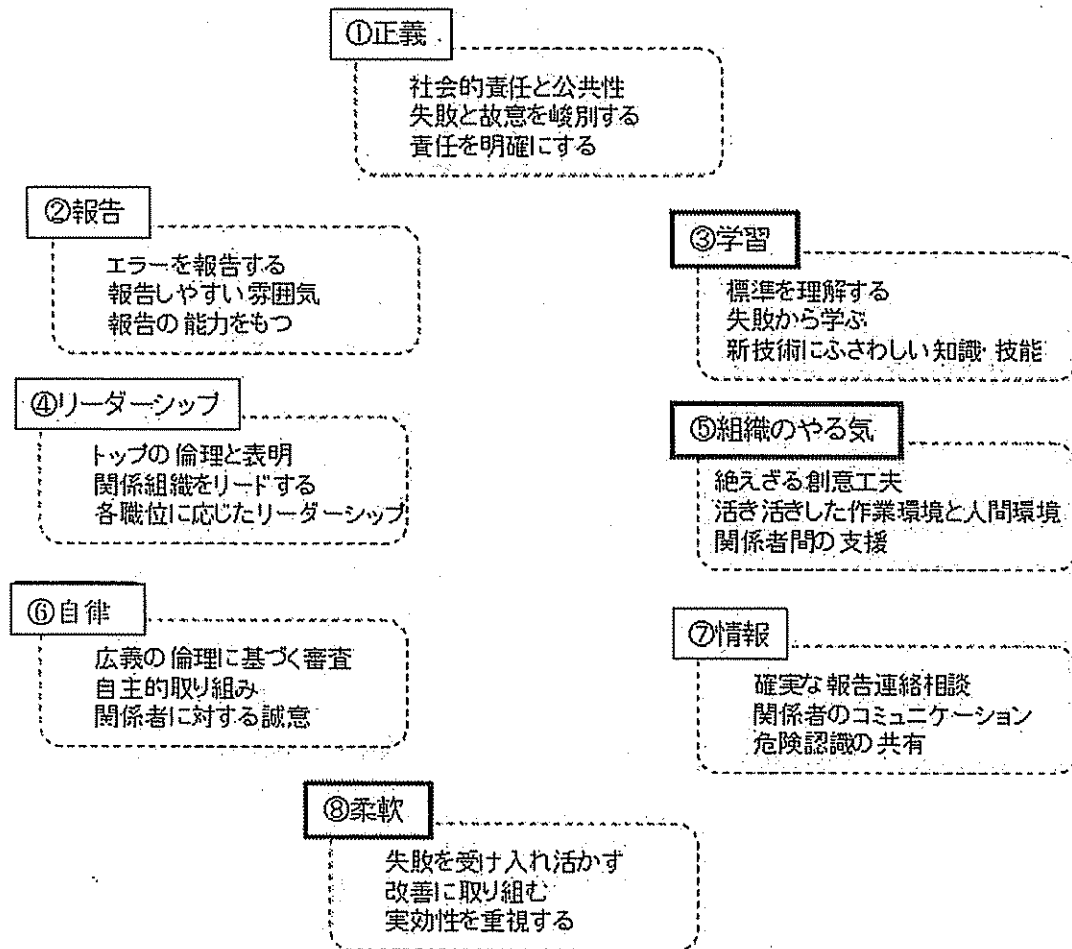 ①正義
社会的責任と公共性
失敗と故意を峻別する
責任を明確にする
②報告
エラーを報告する
報告しやすい雰囲気
報告の能力をもつ
③学習
標準を理解する
失敗から学ぶ
新技術にふさわしい知識・技能
④リーダーシップ
トップの倫理と表明
関係組織をリードする
各職位に応じたリーダーシップ
⑤組織のやる気
絶えざる創意工夫
活き活きした作業環境と人間環境
関係者間の支援
⑥自律
広義の倫理に基づく審査
自主的取り組み
関係者に対する誠意
⑦情報
確実な報告連絡相談
関係者のコミュニケーション
危険認識の共有
⑧柔軟
失敗を受け入れ活かす
改善に取り組む
実効性を重視する